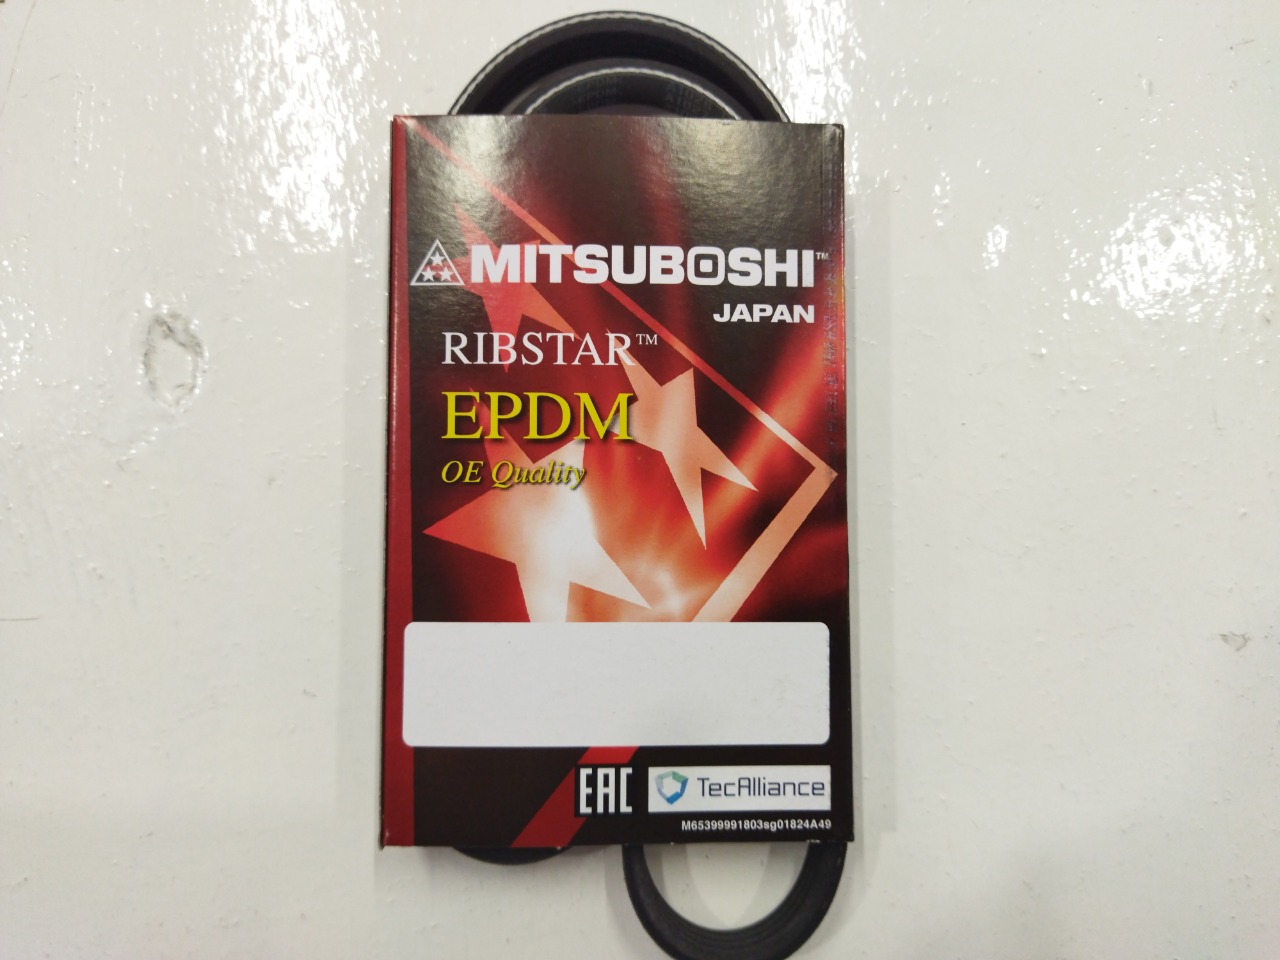 MITSUBOSHI™
JAPAN
RIBSTAR™
EPDM
OE Quality
EAC
TecAlliance
M65399991803sg01824A49